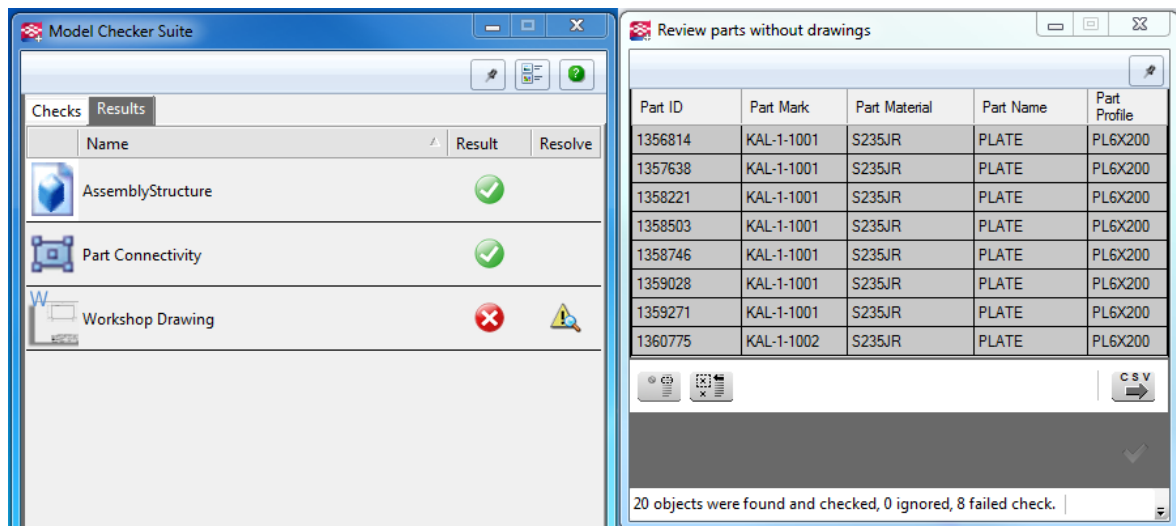 Model Checker Suite
Checks Results
Name Result Resolve
AssemblyStructure
Part Connectivity
W
Workshop Drawing
Review parts without drawings
Part ID Part Mark Part Material Part Name Part Profile
1356814 KAL-1-1001 S235JR PLATE PL6X200
1357638 KAL-1-1001 S235JR PLATE PL6X200
1358221 KAL-1-1001 S235JR PLATE PL6X200
1358503 KAL-1-1001 S235JR PLATE PL6X200
1358746 KAL-1-1001 S235JR PLATE PL6X200
1359028 KAL-1-1001 S235JR PLATE PL6X200
1359271 KAL-1-1001 S235JR PLATE PL6X200
1360775 KAL-1-1002 S235JR PLATE PL6X200
CSV
20 objects were found and checked, 0 ignored, 8 failed check.